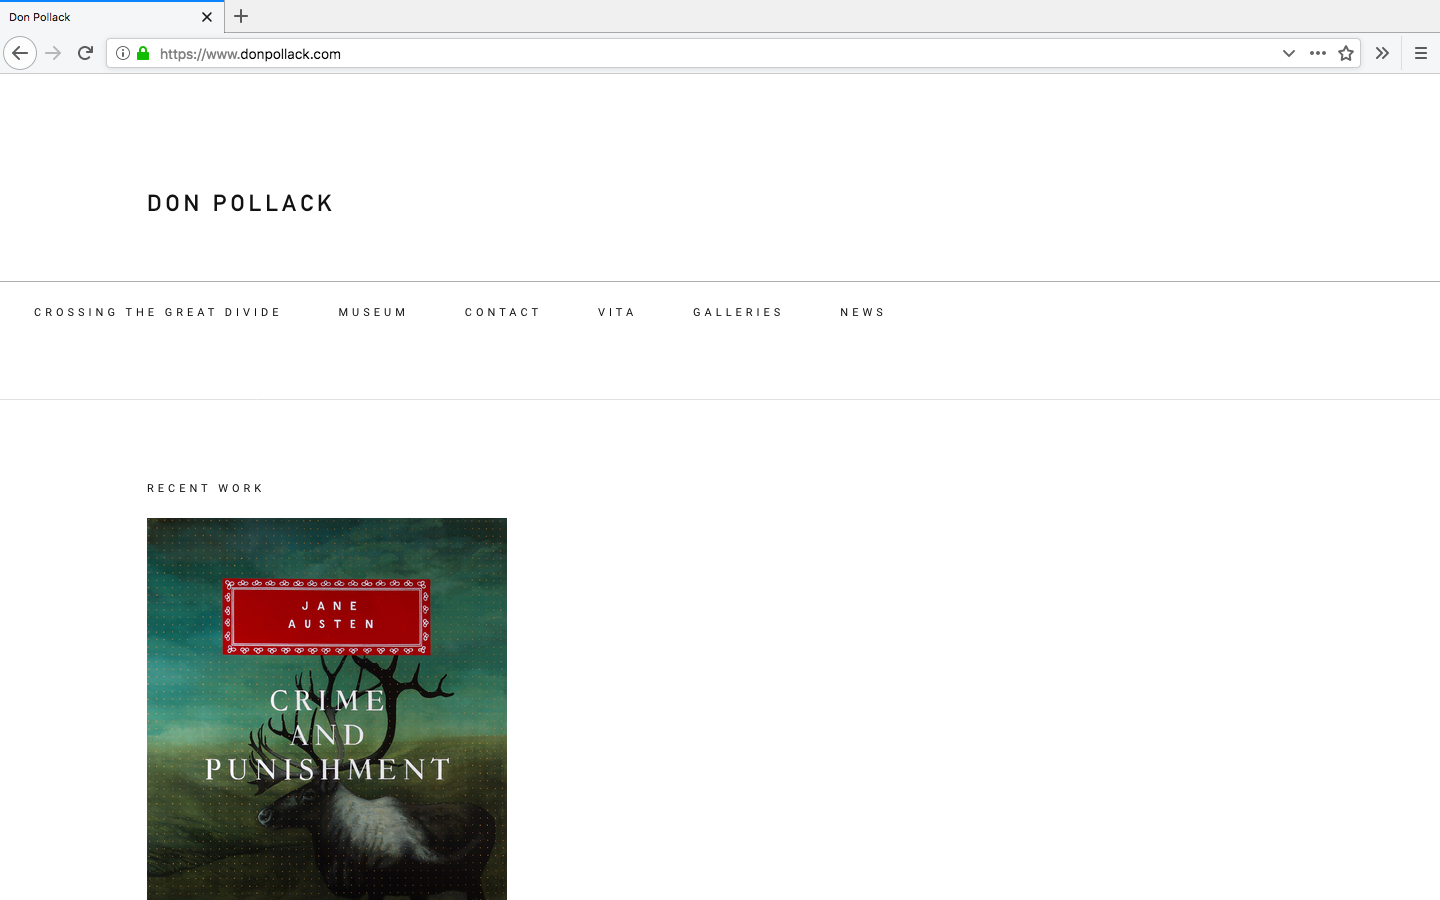 Don Pollack
https://www.donpollack.com
DON POLLACK
CROSSING THE GREAT DIVIDE MUSEUM CONTACT VITA GALLERIES NEWS
RECENT WORK
JANE
AUSTEN
CRIME
AND
PUNISHMENT